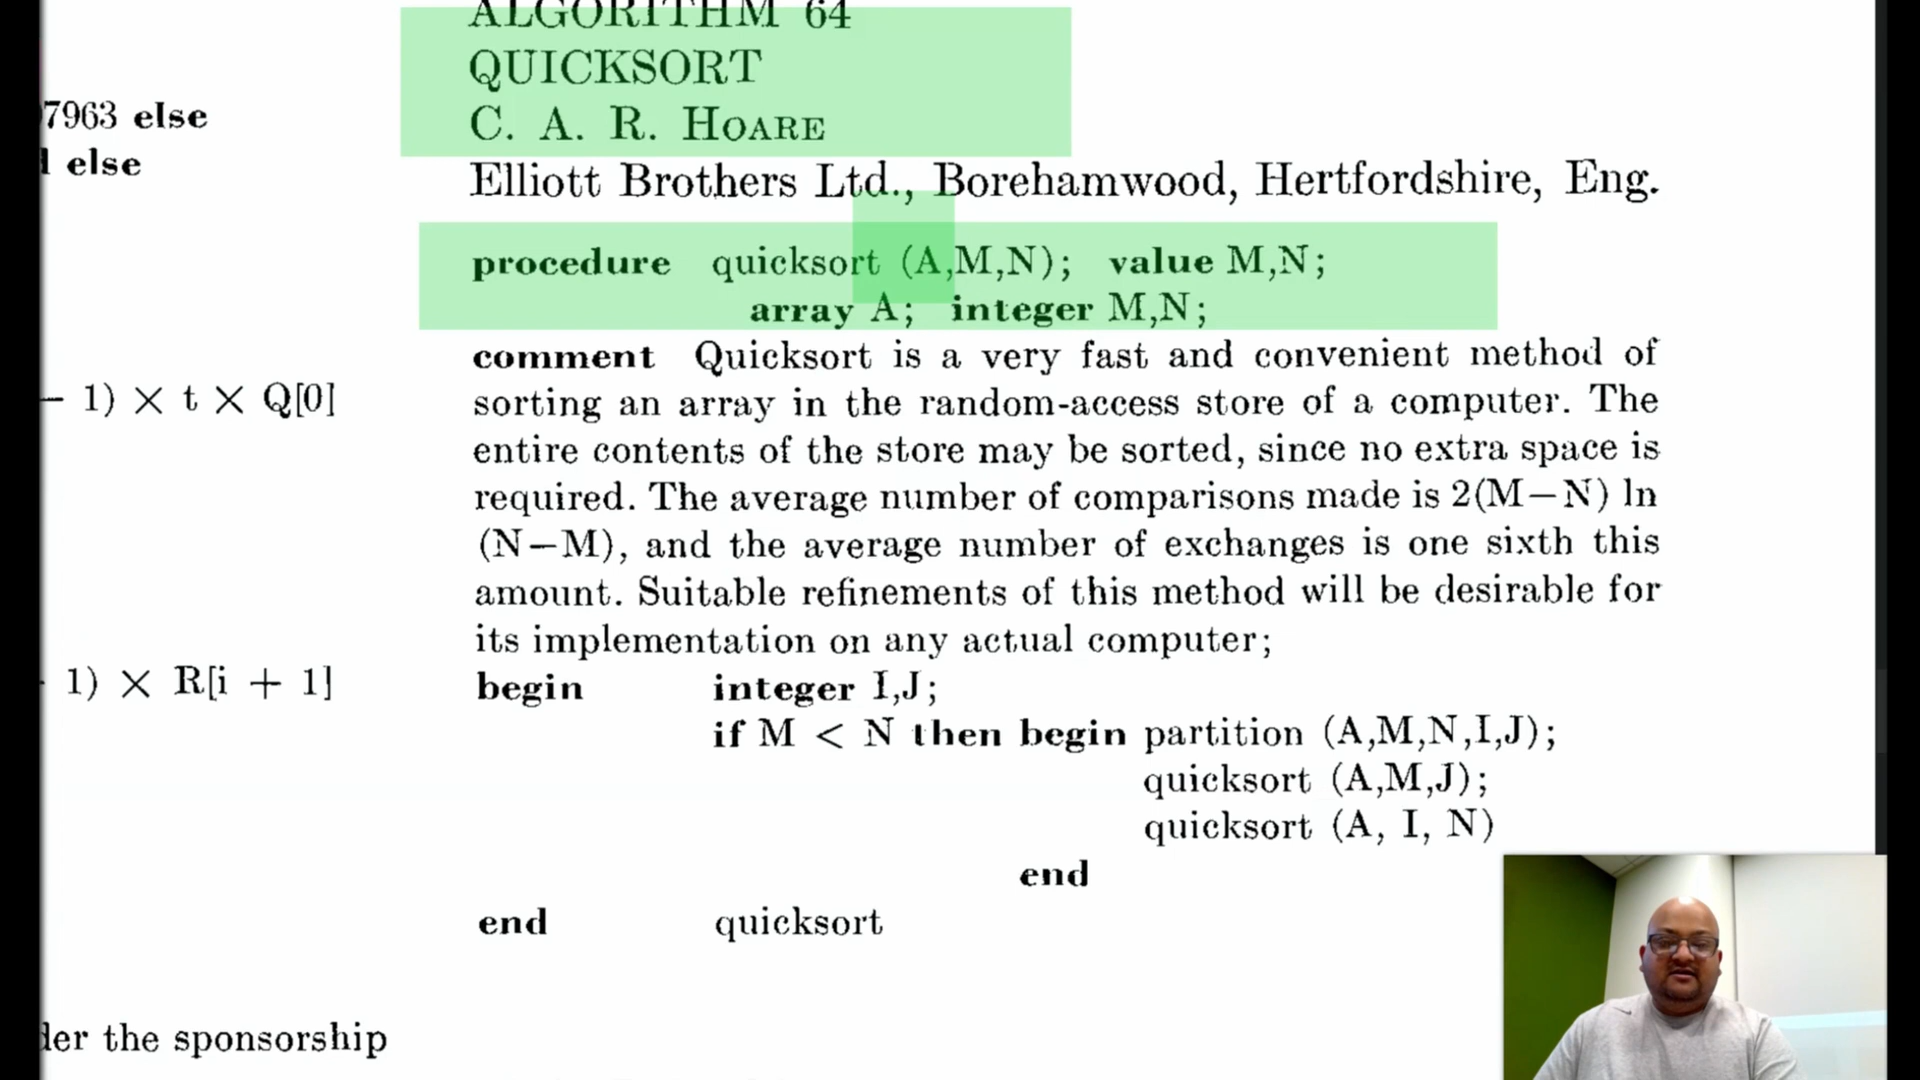 7963 else
else
– 1) × t × Q[0]
1) × R[i + 1]
der the sponsorship
ALGORITHM 64
QUICKSORT
C. A. R. HOARE
Elliott Brothers Ltd., Borehamwood, Hertfordshire, Eng.
procedure quicksort (A,M,N); value M,N;
array A; integer M,N;
comment Quicksort is a very fast and convenient method of
sorting an array in the random-access store of a computer. The
entire contents of the store may be sorted, since no extra space is
required. The average number of comparisons made is 2(M–N) ln
(N–M), and the average number of exchanges is one sixth this
amount. Suitable refinements of this method will be desirable for
its implementation on any actual computer;
begin integer I,J;
if M < N then begin partition (A,M,N,I,J);
quicksort (A,M,J);
quicksort (A, I, N)
end
end quicksort